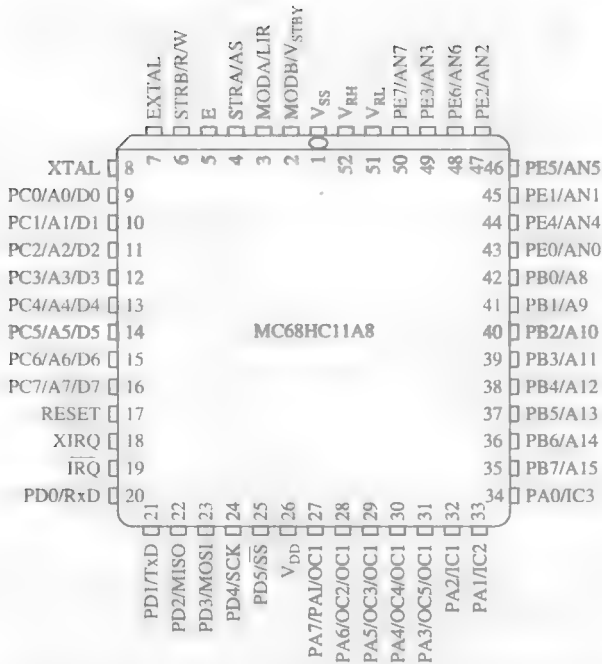 EXTAL
STRB/R/W
E
STRA/AS
MODA/LIR
MODB/VSTBY
VSS
VRH
VRL
PE7/AN7
PE3/AN3
PE6/AN6
PE2/AN2
7 6 5 4 3 2 1 52 51 50 49 48 47
XTAL 8
PC0/A0/D0 9
PC1/A1/D1 10
PC2/A2/D2 11
PC3/A3/D3 12
PC4/A4/D4 13
PC5/A5/D5 14
PC6/A6/D6 15
PC7/A7/D7 16
RESET 17
XIRQ 18
IRQ 19
PD0/RxD 20
MC68HC11A8
46 PE5/AN5
45 PE1/AN1
44 PE4/AN4
43 PE0/AN0
42 PB0/A8
41 PB1/A9
40 PB2/A10
39 PB3/A11
38 PB4/A12
37 PB5/A13
36 PB6/A14
35 PB7/A15
34 PA0/IC3
21 22 23 24 25 26 27 28 29 30 31 32 33
PD1/TxD
PD2/MISO
PD3/MOSI
PD4/SCK
PD5/SS
VDD
PA7/PAI/OC1
PA6/OC2/OC1
PA5/OC3/OC1
PA4/OC4/OC1
PA3/OC5/OC1
PA2/IC1
PA1/IC2